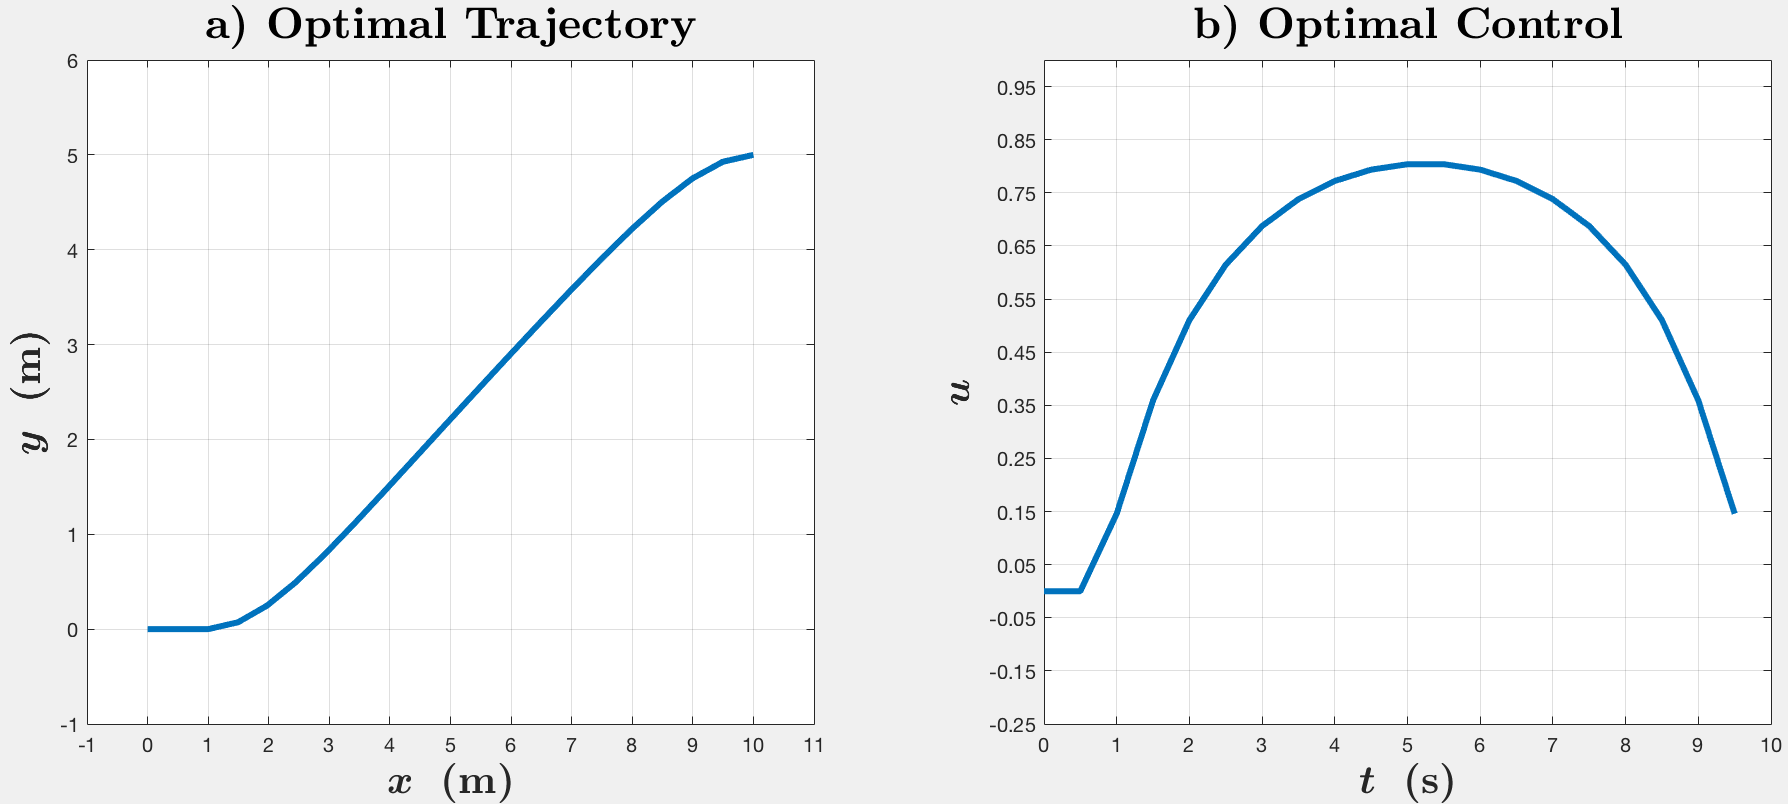 a) Optimal Trajectory
6
5
4
3
2
1
0
-1
-1 0 1 2 3 4 5 6 7 8 9 10 11
y (m)
x (m)
b) Optimal Control
0.95
0.85
0.75
0.65
0.55
0.45
0.35
0.25
0.15
0.05
-0.05
-0.15
-0.25
0 1 2 3 4 5 6 7 8 9 10
u
t (s)